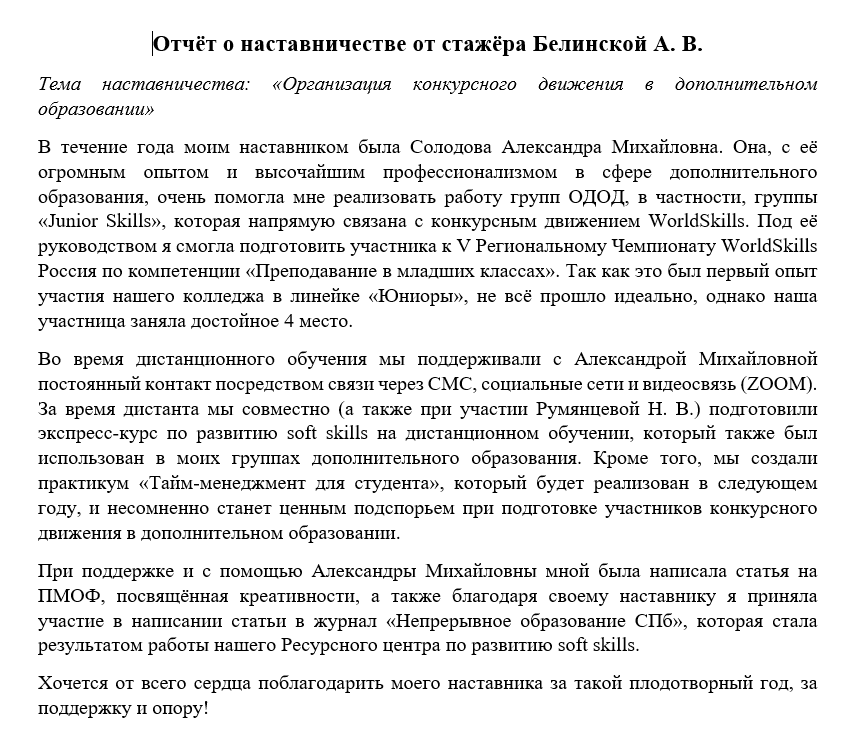 Отчёт о наставничестве от стажёра Белинской А. В.
Тема наставничества: «Организация конкурсного движения в дополнительном
образовании»
В течение года моим наставником была Солодова Александра Михайловна. Она, с её
огромным опытом и высочайшим профессионализмом в сфере дополнительного
образования, очень помогла мне реализовать работу групп ОДОД, в частности, группы
«Junior Skills», которая напрямую связана с конкурсным движением WorldSkills. Под её
руководством я смогла подготовить участника к V Региональному Чемпионату WorldSkills
Россия по компетенции «Преподавание в младших классах». Так как это был первый опыт
участия нашего колледжа в линейке «Юниоры», не всё прошло идеально, однако наша
участница заняла достойное 4 место.
Во время дистанционного обучения мы поддерживали с Александрой Михайловной
постоянный контакт посредством связи через СМС, социальные сети и видеосвязь (ZOOM).
За время дистанта мы совместно (а также при участии Румянцевой Н. В.) подготовили
экспресс-курс по развитию soft skills на дистанционном обучении, который также был
использован в моих группах дополнительного образования. Кроме того, мы создали
практикум «Тайм-менеджмент для студента», который будет реализован в следующем
году, и несомненно станет ценным подспорьем при подготовке участников конкурсного
движения в дополнительном образовании.
При поддержке и с помощью Александры Михайловны мной была написала статья на
ПМОФ, посвящённая креативности, а также благодаря своему наставнику я приняла
участие в написании статьи в журнал «Непрерывное образование СПб», которая стала
результатом работы нашего Ресурсного центра по развитию soft skills.
Хочется от всего сердца поблагодарить моего наставника за такой плодотворный год, за
поддержку и опору!